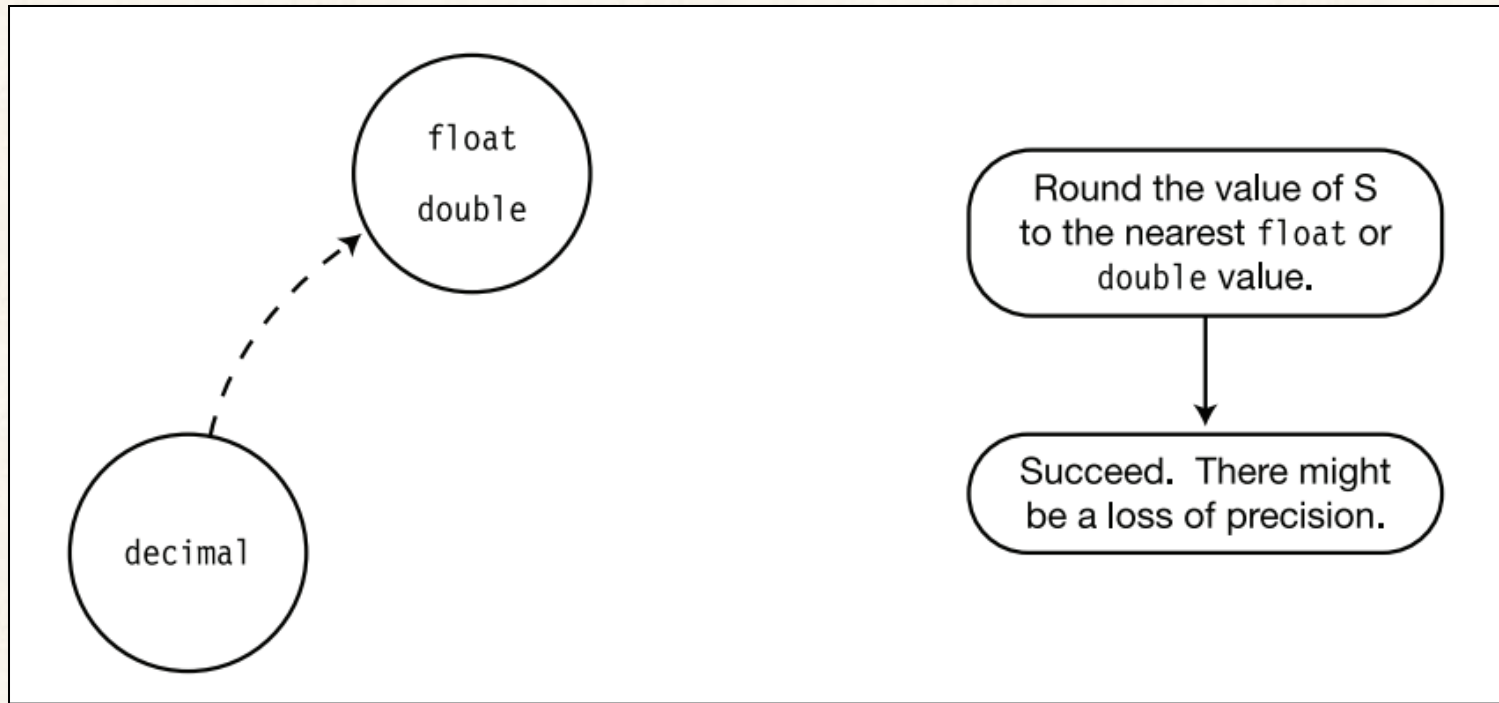 float
double
decimal
Round the value of S
to the nearest float or
double value.
Succeed. There might
be a loss of precision.